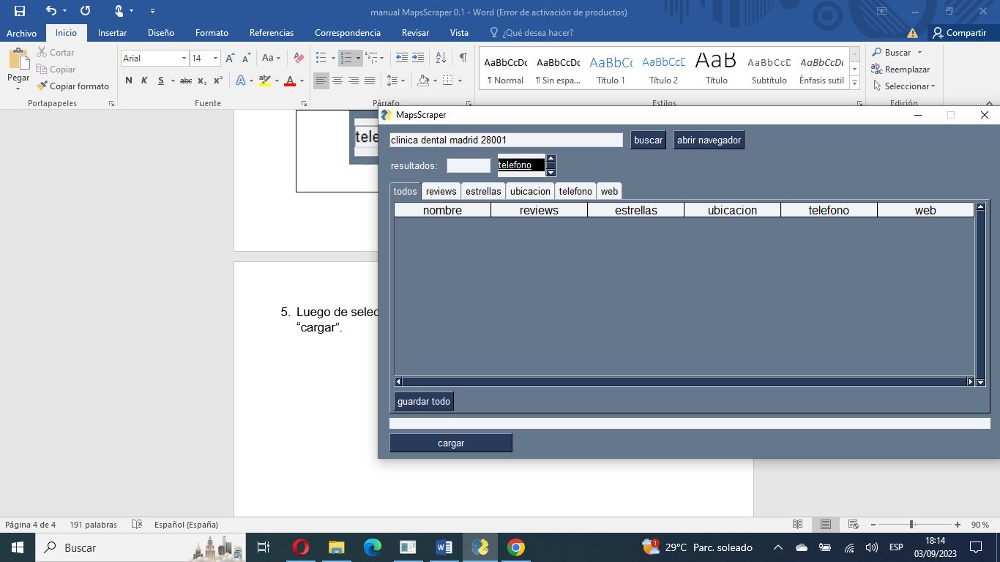 manual MapsScraper 0.1 - Word (Error de activación de productos)
Archivo Inicio Insertar Diseño Formato Referencias Correspondencia Revisar Vista ¿Qué desea hacer? Compartir
Pegar
Cortar
Copiar
Copiar formato
Portapapeles
Arial 14
Aa
N K S abc x₂ x²
A A
Fuente
Párrafo
AaBbCcDc AaBbCcDc AaBbCc AaBbCcD AaB AaBbCcD AaBbCcDc
¶ Normal ¶ Sin espa... Título 1 Título 2 Título Subtítulo Énfasis sutil
Estilos
Buscar
Reemplazar
Seleccionar
Edición
tele
5. Luego de selec
“cargar”.
MapsScraper
clinica dental madrid 28001 buscar abrir navegador
resultados: telefono
todos reviews estrellas ubicacion telefono web
nombre reviews estrellas ubicacion telefono web
guardar todo
cargar
Página 4 de 4 191 palabras Español (España) 90 %
Buscar
1 29°C Parc. soleado ESP
18:14
03/09/2023